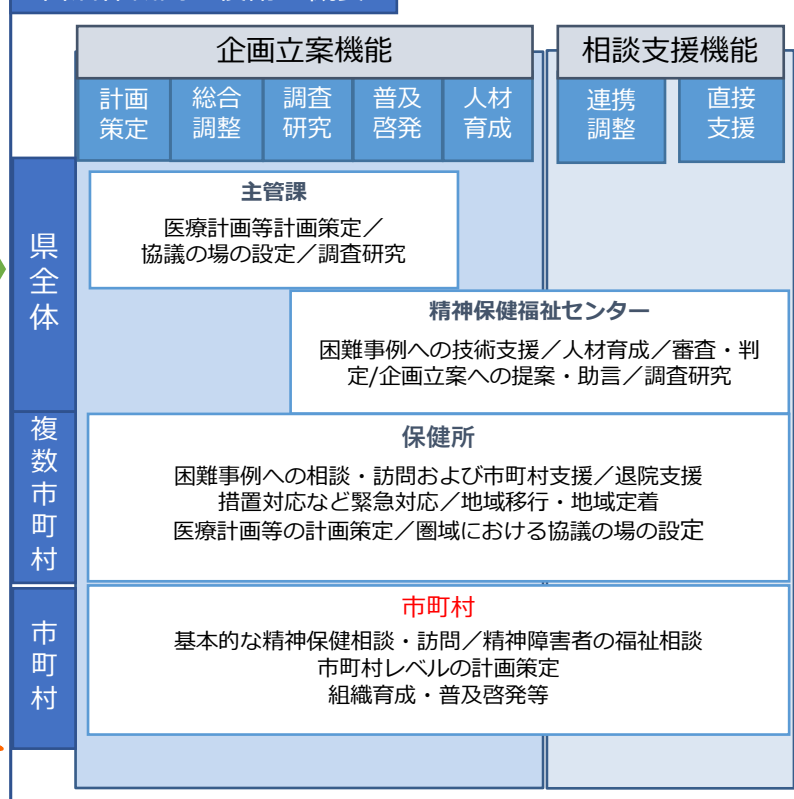 企画立案機能
相談支援機能
計画
策定
総合
調整
調査
研究
普及
啓発
人材
育成
連携
調整
直接
支援
県全体
主管課
医療計画等計画策定／
協議の場の設定／調査研究
精神保健福祉センター
困難事例への技術支援／人材育成／審査・判
定/企画立案への提案・助言／調査研究
複数市町村
保健所
困難事例への相談・訪問および市町村支援／退院支援
措置対応など緊急対応／地域移行・地域定着
医療計画等の計画策定／圏域における協議の場の設定
市町村
市町村
基本的な精神保健相談・訪問／精神障害者の福祉相談
市町村レベルの計画策定
組織育成・普及啓発等